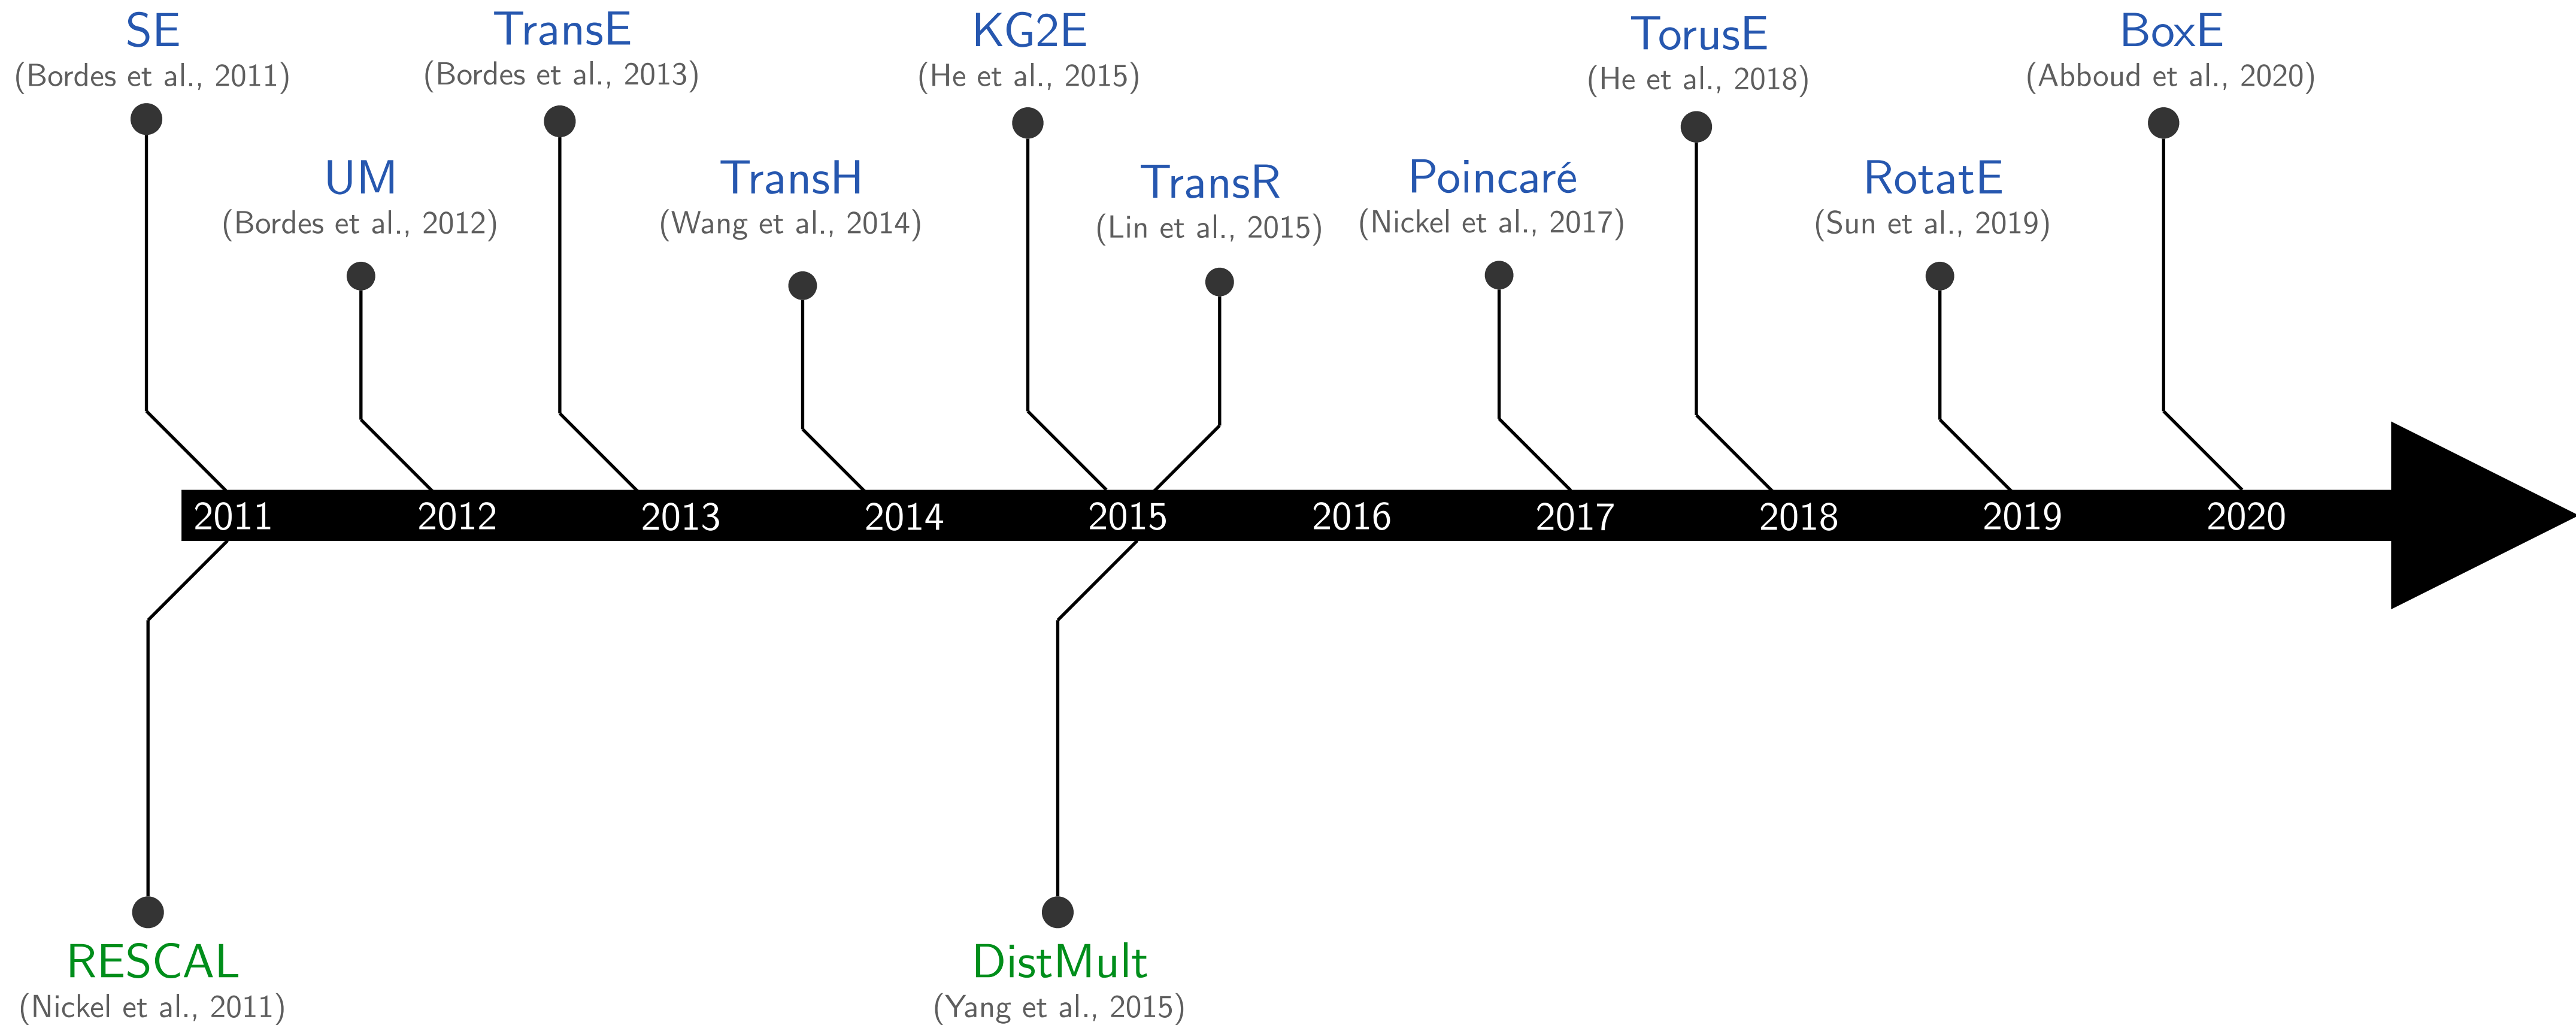 SE
(Bordes et al., 2011)
TransE
(Bordes et al., 2013)
KG2E
(He et al., 2015)
TorusE
(He et al., 2018)
BoxE
(Abboud et al., 2020)
UM
(Bordes et al., 2012)
TransH
(Wang et al., 2014)
TransR
(Lin et al., 2015)
Poincaré
(Nickel et al., 2017)
RotatE
(Sun et al., 2019)
2011 2012 2013 2014 2015 2016 2017 2018 2019 2020
RESCAL
(Nickel et al., 2011)
DistMult
(Yang et al., 2015)